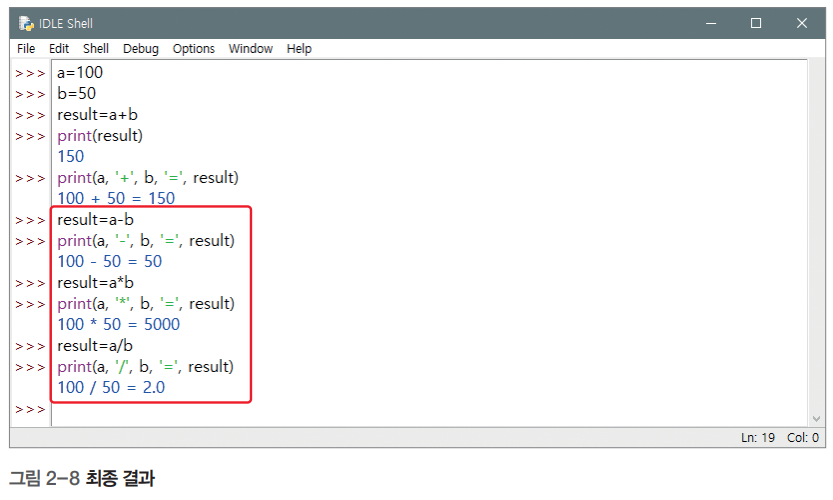 IDLE Shell
File Edit Shell Debug Options Window Help
>>> a=100
>>> b=50
>>> result=a+b
>>> print(result)
150
>>> print(a, '+', b, '=', result)
100 + 50 = 150
>>> result=a-b
>>> print(a, '-', b, '=', result)
100 - 50 = 50
>>> result=a*b
>>> print(a, '*', b, '=', result)
100 * 50 = 5000
>>> result=a/b
>>> print(a, '/', b, '=', result)
100 / 50 = 2.0
>>>
Ln: 19 Col: 0
그림 2-8 최종 결과